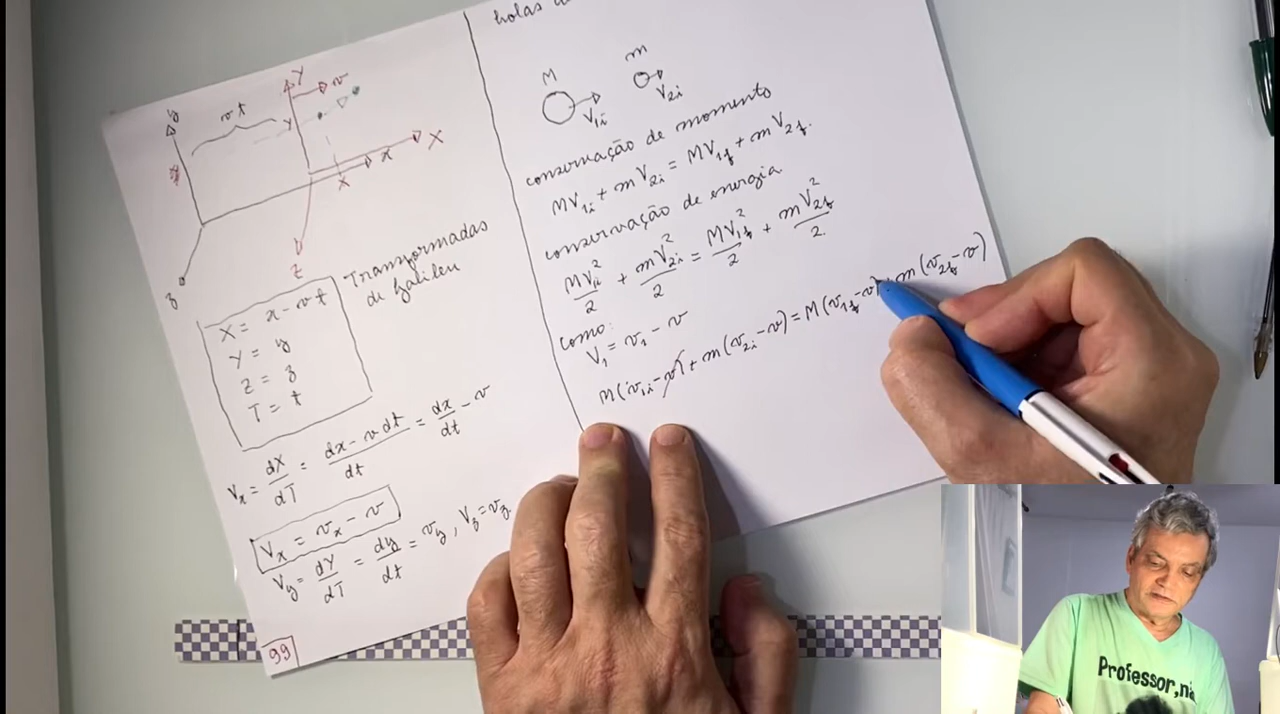 y
vt
Y
v
y
Y
x
X
X
z
Z
Transformadas
de Galileu
X = x - vt
Y = y
Z = z
T = t
Vx = dX/dT = (dx - v dt)/dt = dx/dt - v
Vx = vx - v
Vy = dY/dT = dy/dt = vy, Vz = vz
99
M
V1i
m
V2i
conservação de momento
MV1i + mV2i = MV1f + mV2f.
conservação de energia
MV1i²/2 + mV2i²/2 = MV1f²/2 + mV2f²/2.
como:
V1 = v1 - v
M(v1i - v) + m(v2i - v) = M(v1f - v) + m(v2f - v)
Professor,